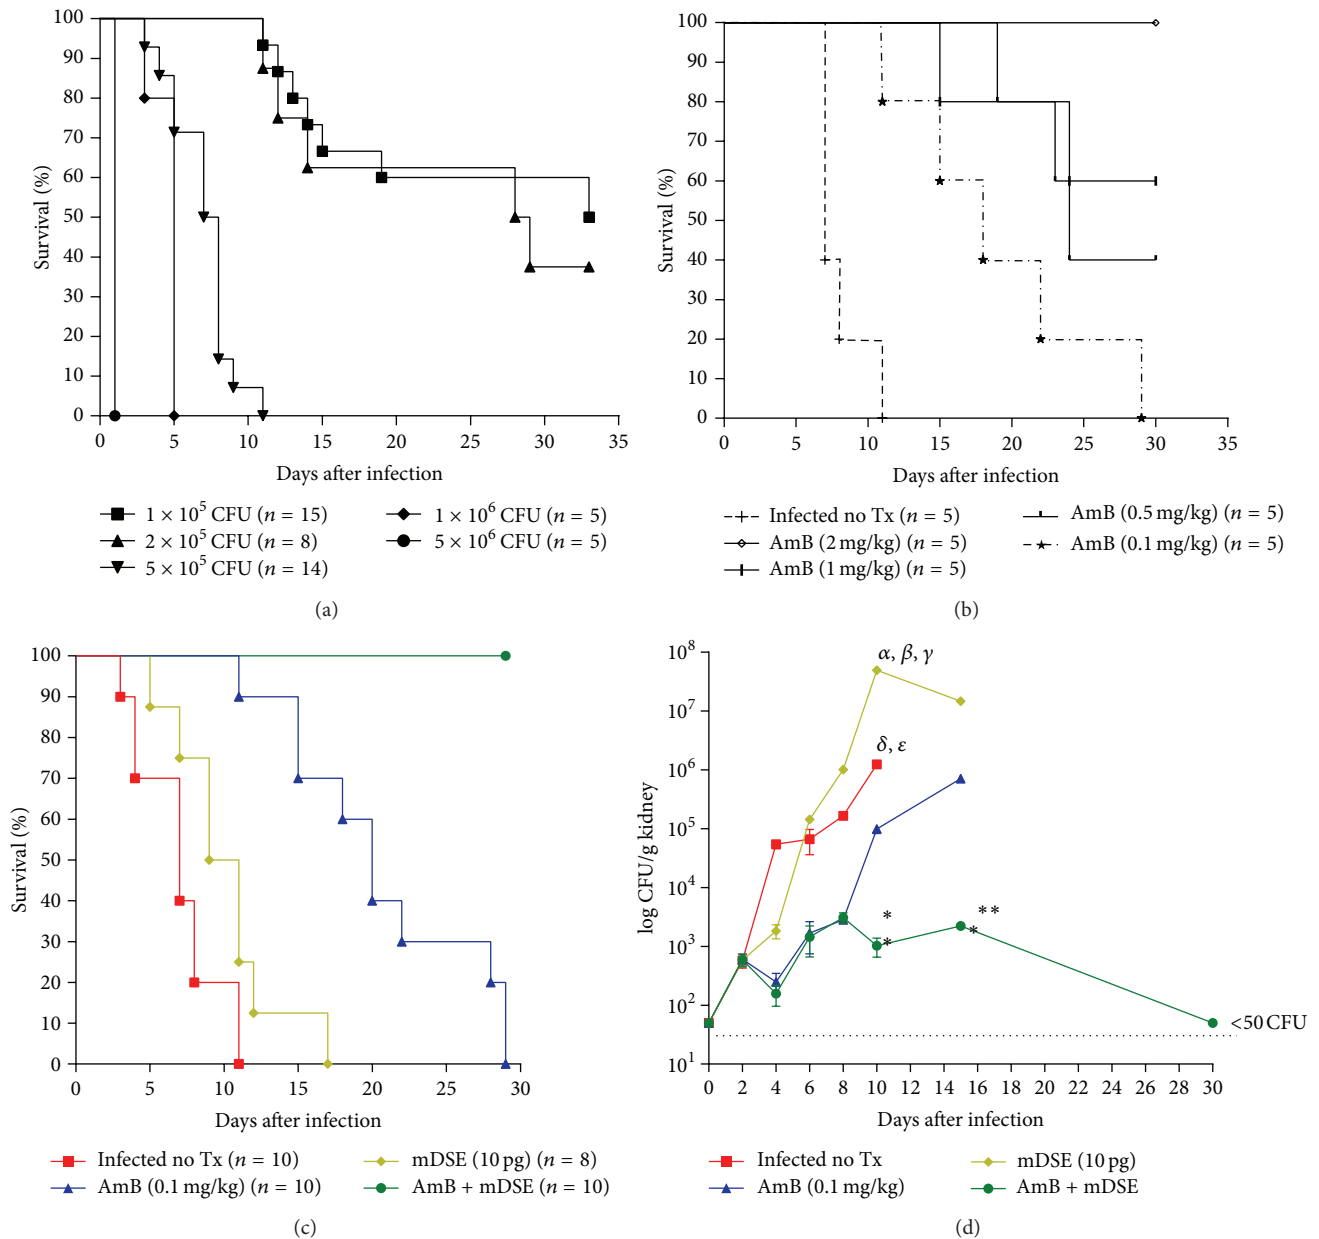 100
90
80
70
60
50
40
30
20
10
0
Survival (%)
0 5 10 15 20 25 30 35
Days after infection
1 × 10^5 CFU (n = 15)
2 × 10^5 CFU (n = 8)
5 × 10^5 CFU (n = 14)
1 × 10^6 CFU (n = 5)
5 × 10^6 CFU (n = 5)
(a)
100
90
80
70
60
50
40
30
20
10
0
Survival (%)
0 5 10 15 20 25 30 35
Days after infection
Infected no Tx (n = 5)
AmB (2 mg/kg) (n = 5)
AmB (1 mg/kg) (n = 5)
AmB (0.5 mg/kg) (n = 5)
AmB (0.1 mg/kg) (n = 5)
(b)
100
90
80
70
60
50
40
30
20
10
0
Survival (%)
0 5 10 15 20 25 30
Days after infection
Infected no Tx (n = 10)
AmB (0.1 mg/kg) (n = 10)
mDSE (10 pg) (n = 8)
AmB + mDSE (n = 10)
(c)
10^8
10^7
10^6
10^5
10^4
10^3
10^2
10^1
log CFU/g kidney
α, β, γ
δ, ε
*
*
**
*
<50 CFU
0 2 4 6 8 10 12 14 16 18 20 22 24 26 28 30
Days after infection
Infected no Tx
AmB (0.1 mg/kg)
mDSE (10 pg)
AmB + mDSE
(d)